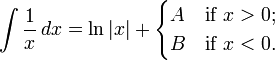 ∫ 1/x dx = ln |x| + { A if x > 0;
B if x < 0.